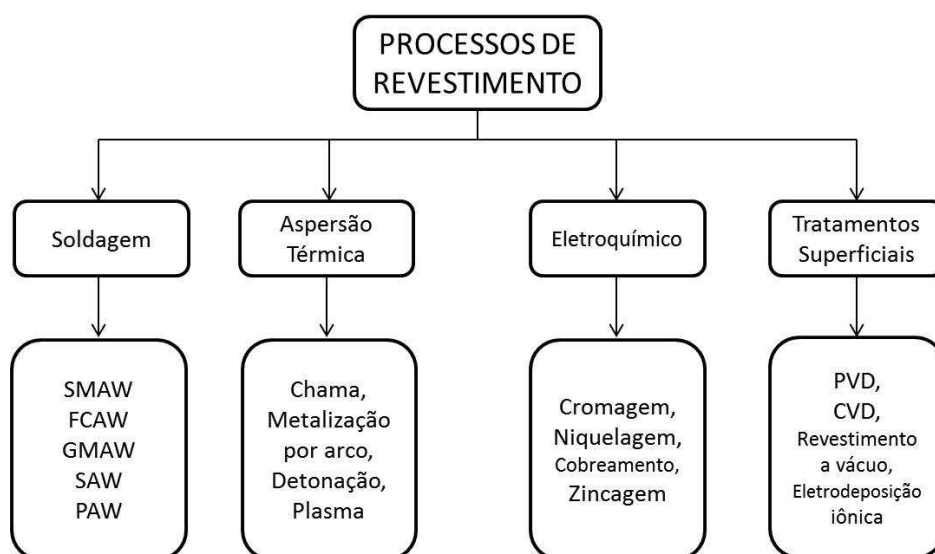 PROCESSOS DE
REVESTIMENTO
Soldagem
Aspersão
Térmica
Eletroquímico
Tratamentos
Superficiais
SMAW
FCAW
GMAW
SAW
PAW
Chama,
Metalização
por arco,
Detonação,
Plasma
Cromagem,
Niquelagem,
Cobreamento,
Zincagem
PVD,
CVD,
Revestimento
a vácuo,
Eletrodeposição
iônica